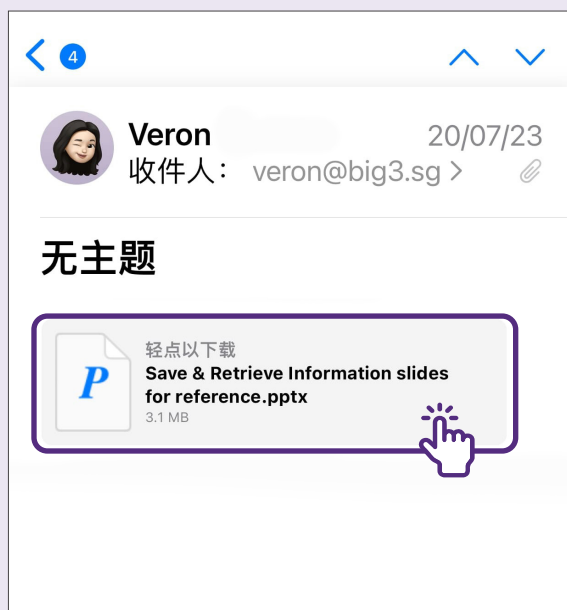 4
Veron 20/07/23
收件人： veron@big3.sg
无主题
轻点以下载
Save & Retrieve Information slides
for reference.pptx
3.1 MB
P